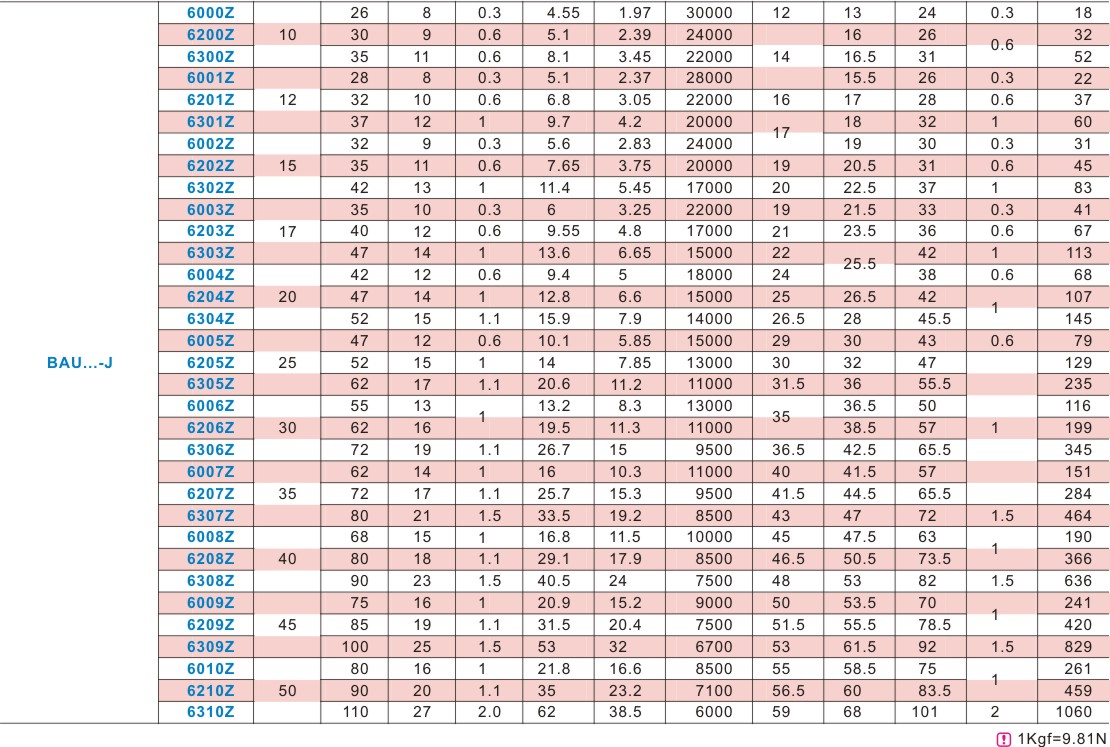 6000Z 26 8 0.3 4.55 1.97 30000 12 13 24 0.3 18
6200Z 10 30 9 0.6 5.1 2.39 24000 16 26 0.6 32
6300Z 35 11 0.6 8.1 3.45 22000 14 16.5 31 52
6001Z 28 8 0.3 5.1 2.37 28000 15.5 26 0.3 22
6201Z 12 32 10 0.6 6.8 3.05 22000 16 17 28 0.6 37
6301Z 37 12 1 9.7 4.2 20000 17 18 32 1 60
6002Z 32 9 0.3 5.6 2.83 24000 19 30 0.3 31
6202Z 15 35 11 0.6 7.65 3.75 20000 19 20.5 31 0.6 45
6302Z 42 13 1 11.4 5.45 17000 20 22.5 37 1 83
6003Z 35 10 0.3 6 3.25 22000 19 21.5 33 0.3 41
6203Z 17 40 12 0.6 9.55 4.8 17000 21 23.5 36 0.6 67
6303Z 47 14 1 13.6 6.65 15000 22 25.5 42 1 113
6004Z 42 12 0.6 9.4 5 18000 24 38 0.6 68
6204Z 20 47 14 1 12.8 6.6 15000 25 26.5 42 1 107
6304Z 52 15 1.1 15.9 7.9 14000 26.5 28 45.5 145
6005Z 47 12 0.6 10.1 5.85 15000 29 30 43 0.6 79
BAU...-J 6205Z 25 52 15 1 14 7.85 13000 30 32 47 129
6305Z 62 17 1.1 20.6 11.2 11000 31.5 36 55.5 235
6006Z 55 13 1 13.2 8.3 13000 35 36.5 50 116
6206Z 30 62 16 19.5 11.3 11000 38.5 57 1 199
6306Z 72 19 1.1 26.7 15 9500 36.5 42.5 65.5 345
6007Z 62 14 1 16 10.3 11000 40 41.5 57 151
6207Z 35 72 17 1.1 25.7 15.3 9500 41.5 44.5 65.5 284
6307Z 80 21 1.5 33.5 19.2 8500 43 47 72 1.5 464
6008Z 68 15 1 16.8 11.5 10000 45 47.5 63 1 190
6208Z 40 80 18 1.1 29.1 17.9 8500 46.5 50.5 73.5 366
6308Z 90 23 1.5 40.5 24 7500 48 53 82 1.5 636
6009Z 75 16 1 20.9 15.2 9000 50 53.5 70 1 241
6209Z 45 85 19 1.1 31.5 20.4 7500 51.5 55.5 78.5 420
6309Z 100 25 1.5 53 32 6700 53 61.5 92 1.5 829
6010Z 80 16 1 21.8 16.6 8500 55 58.5 75 1 261
6210Z 50 90 20 1.1 35 23.2 7100 56.5 60 83.5 459
6310Z 110 27 2.0 62 38.5 6000 59 68 101 2 1060
! 1Kgf=9.81N